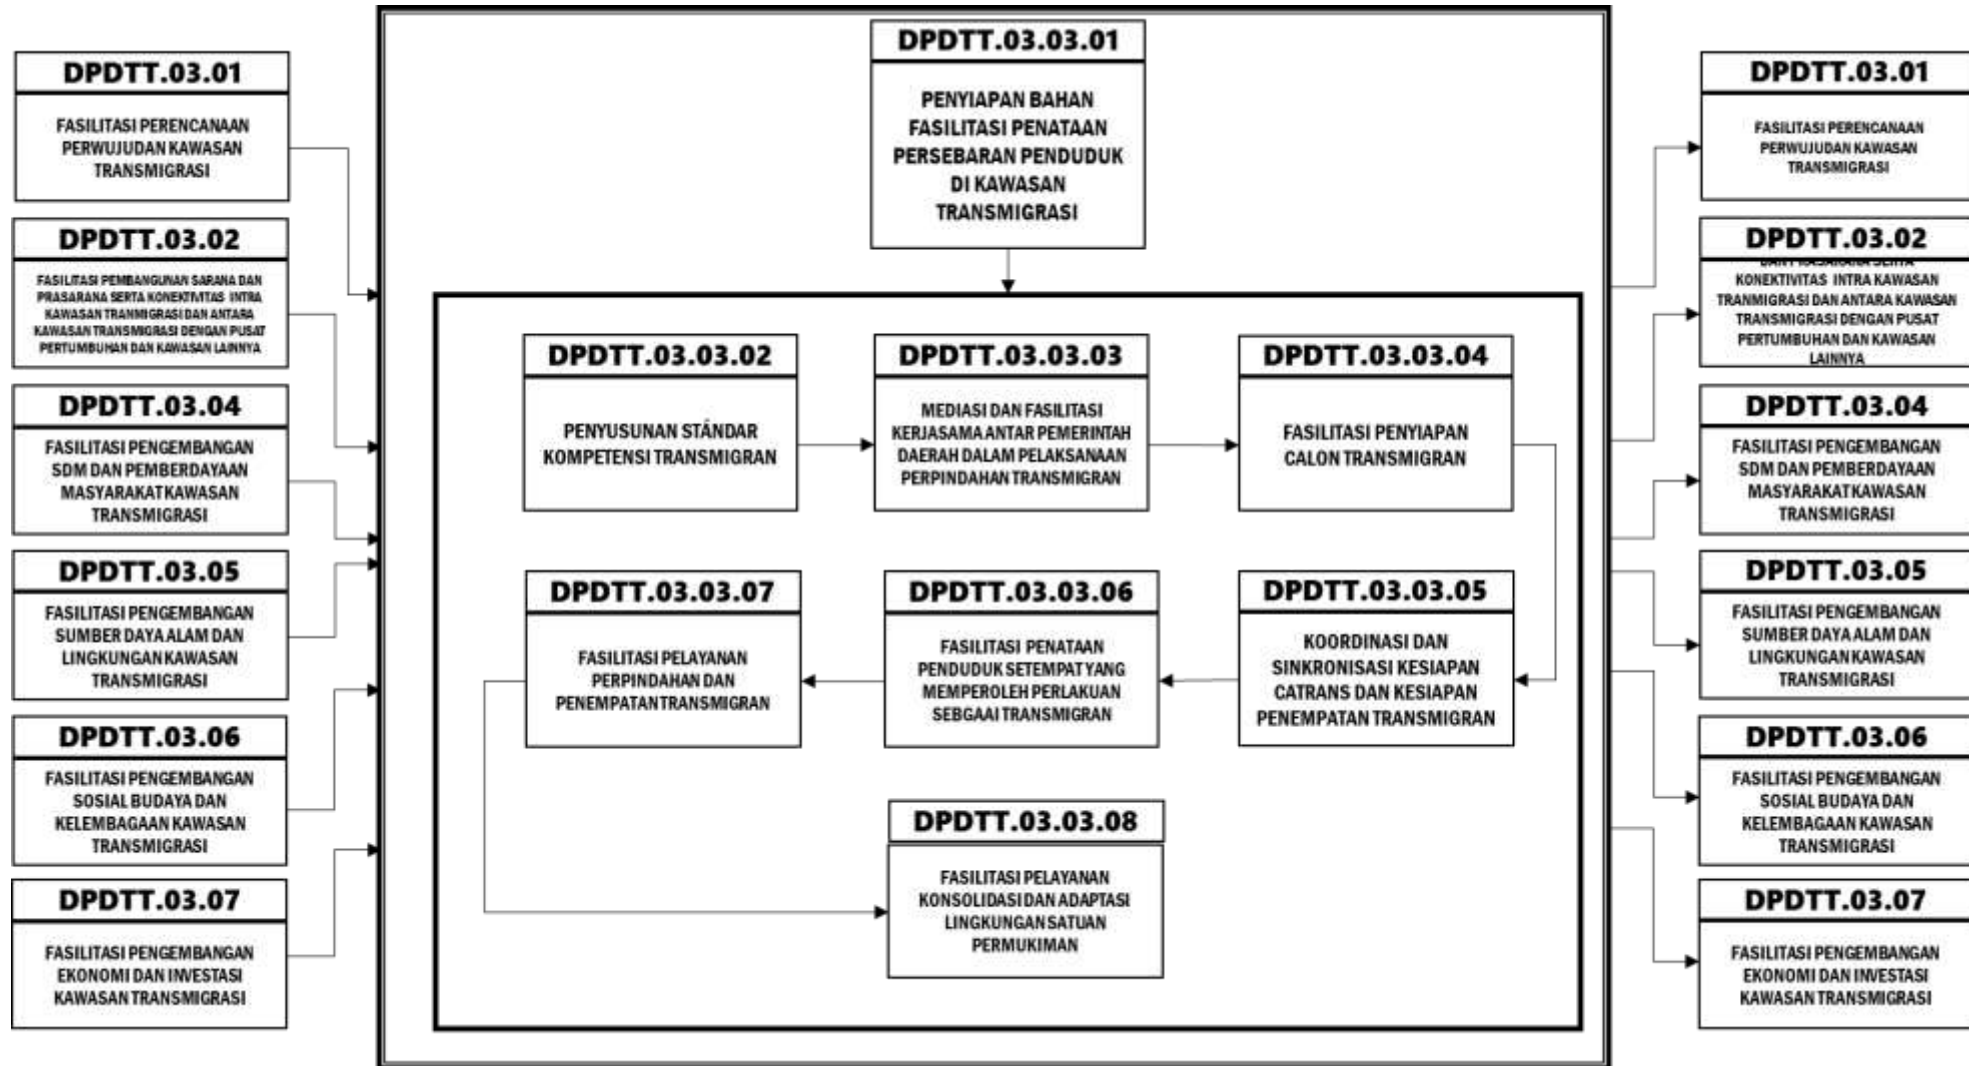 DPDTT.03.01
FASILITASI PERENCANAAN
PERWUJUDAN KAWASAN
TRANSMIGRASI
DPDTT.03.02
FASILITASI PEMBANGUNAN SARANA DAN
PRASARANA SERTA KONEKTIVITAS INTRA
KAWASAN TRANMIGRASI DAN ANTARA
KAWASAN TRANSMIGRASI DENGAN PUSAT
PERTUMBUHAN DAN KAWASAN LAINNYA
DPDTT.03.04
FASILITASI PENGEMBANGAN
SDM DAN PEMBERDAYAAN
MASYARAKAT KAWASAN
TRANSMIGRASI
DPDTT.03.05
FASILITASI PENGEMBANGAN
SUMBER DAYA ALAM DAN
LINGKUNGAN KAWASAN
TRANSMIGRASI
DPDTT.03.06
FASILITASI PENGEMBANGAN
SOSIAL BUDAYA DAN
KELEMBAGAAN KAWASAN
TRANSMIGRASI
DPDTT.03.07
FASILITASI PENGEMBANGAN
EKONOMI DAN INVESTASI
KAWASAN TRANSMIGRASI
DPDTT.03.03.01
PENYIAPAN BAHAN
FASILITASI PENATAAN
PERSEBARAN PENDUDUK
DI KAWASAN
TRANSMIGRASI
DPDTT.03.03.02
PENYUSUNAN STÁNDAR
KOMPETENSI TRANSMIGRAN
DPDTT.03.03.03
MEDIASI DAN FASILITASI
KERJASAMA ANTAR PEMERINTAH
DAERAH DALAM PELAKSANAAN
PERPINDAHAN TRANSMIGRAN
DPDTT.03.03.04
FASILITASI PENYIAPAN
CALON TRANSMIGRAN
DPDTT.03.03.05
KOORDINASI DAN
SINKRONISASI KESIAPAN
CATRANS DAN KESIAPAN
PENEMPATAN TRANSMIGRAN
DPDTT.03.03.06
FASILITASI PENATAAN
PENDUDUK SETEMPAT YANG
MEMPEROLEH PERLAKUAN
SEBGAAI TRANSMIGRAN
DPDTT.03.03.07
FASILITASI PELAYANAN
PERPINDAHAN DAN
PENEMPATAN TRANSMIGRAN
DPDTT.03.03.08
FASILITASI PELAYANAN
KONSOLIDASI DAN ADAPTASI
LINGKUNGAN SATUAN
PERMUKIMAN
DPDTT.03.01
FASILITASI PERENCANAAN
PERWUJUDAN KAWASAN
TRANSMIGRASI
DPDTT.03.02
DAN PRASARANA SERTA
KONEKTIVITAS INTRA KAWASAN
TRANMIGRASI DAN ANTARA KAWASAN
TRANSMIGRASI DENGAN PUSAT
PERTUMBUHAN DAN KAWASAN
LAINNYA
DPDTT.03.04
FASILITASI PENGEMBANGAN
SDM DAN PEMBERDAYAAN
MASYARAKAT KAWASAN
TRANSMIGRASI
DPDTT.03.05
FASILITASI PENGEMBANGAN
SUMBER DAYA ALAM DAN
LINGKUNGAN KAWASAN
TRANSMIGRASI
DPDTT.03.06
FASILITASI PENGEMBANGAN
SOSIAL BUDAYA DAN
KELEMBAGAAN KAWASAN
TRANSMIGRASI
DPDTT.03.07
FASILITASI PENGEMBANGAN
EKONOMI DAN INVESTASI
KAWASAN TRANSMIGRASI